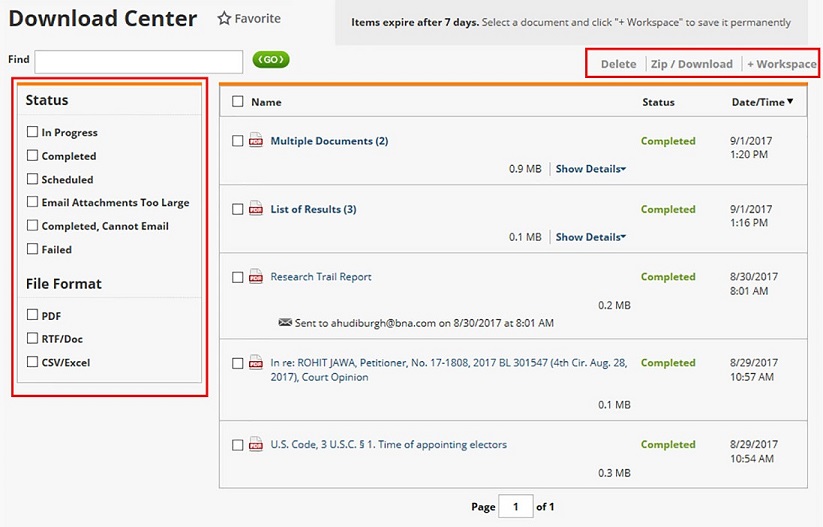 Download Center
Favorite
Items expire after 7 days. Select a document and click "+ Workspace" to save it permanently
Find
GO
Delete | Zip / Download | + Workspace
Status
In Progress
Completed
Scheduled
Email Attachments Too Large
Completed, Cannot Email
Failed
File Format
PDF
RTF/Doc
CSV/Excel
Name Status Date/Time▼
PDF Multiple Documents (2) Completed 9/1/2017
1:20 PM
0.9 MB | Show Details
PDF List of Results (3) Completed 9/1/2017
1:16 PM
0.1 MB | Show Details
PDF Research Trail Report Completed 8/30/2017
8:01 AM
0.2 MB
Sent to ahudiburgh@bna.com on 8/30/2017 at 8:01 AM
PDF In re: ROHIT JAWA, Petitioner, No. 17-1808, 2017 BL 301547 (4th Cir. Aug. 28, Completed 8/29/2017
2017), Court Opinion 10:57 AM
0.1 MB
PDF U.S. Code, 3 U.S.C. § 1. Time of appointing electors Completed 8/29/2017
10:54 AM
0.3 MB
Page 1 of 1